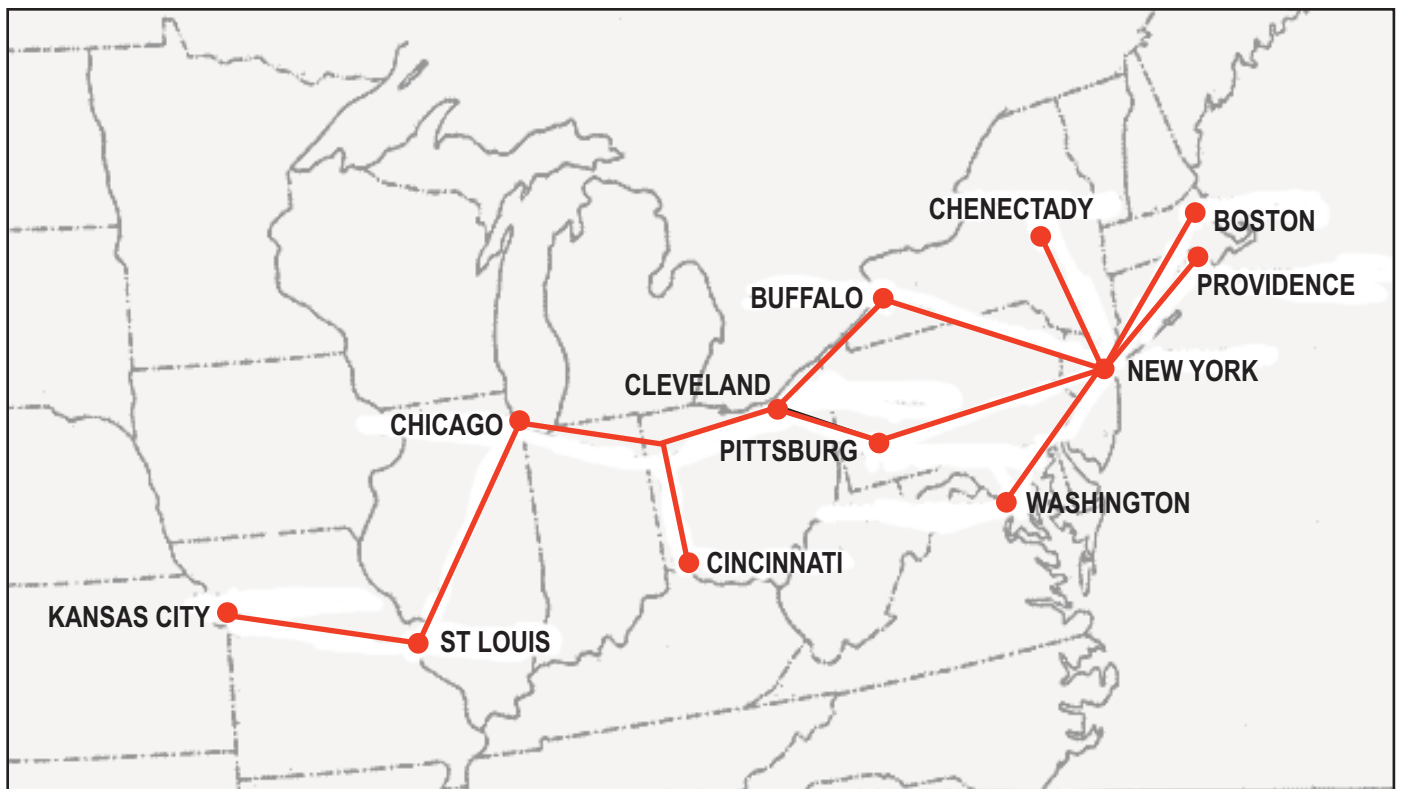 CHENECTADY
BOSTON
PROVIDENCE
BUFFALO
NEW YORK
CLEVELAND
CHICAGO
PITTSBURG
WASHINGTON
CINCINNATI
KANSAS CITY
ST LOUIS